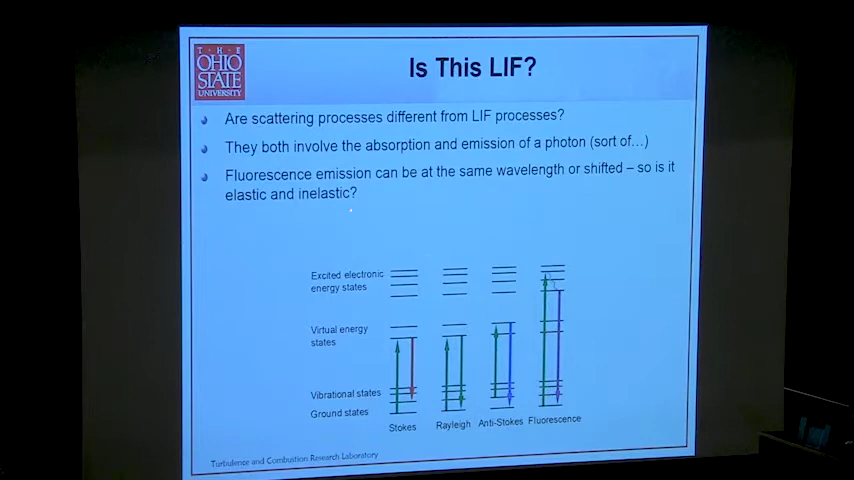 T · H · E
OHIO
STATE
UNIVERSITY
Is This LIF?
Are scattering processes different from LIF processes?
They both involve the absorption and emission of a photon (sort of…)
Fluorescence emission can be at the same wavelength or shifted – so is it
elastic and inelastic?
Excited electronic
energy states
Virtual energy
states
Vibrational states
Ground states
Stokes
Rayleigh
Anti-Stokes
Fluorescence
Turbulence and Combustion Research Laboratory